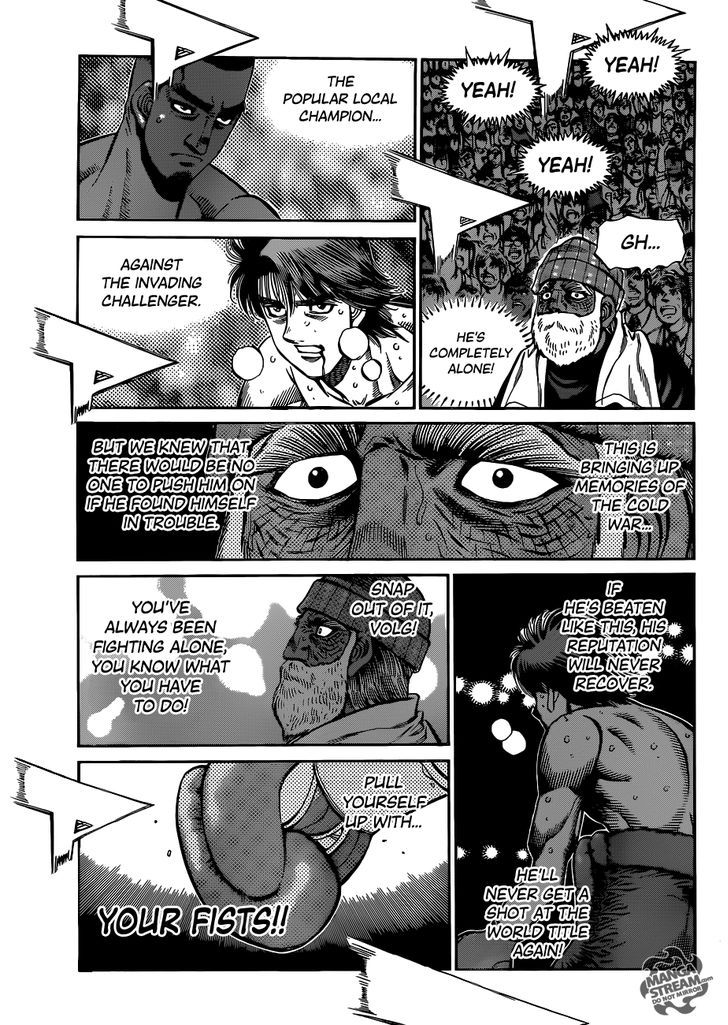 YEAH!
YEAH!
YEAH!
GH...
HE'S
COMPLETELY
ALONE!
THE
POPULAR LOCAL
CHAMPION...
AGAINST
THE INVADING
CHALLENGER.
THIS IS
BRINGING UP
MEMORIES OF
THE COLD
WAR...
BUT WE KNEW THAT
THERE WOULD BE NO
ONE TO PUSH HIM ON
IF HE FOUND HIMSELF
IN TROUBLE.
IF
HE'S BEATEN
LIKE THIS, HIS
REPUTATION
WILL NEVER
RECOVER.
HE'LL
NEVER GET A
SHOT AT THE
WORLD TITLE
AGAIN!
SNAP
OUT OF IT,
VOLG!
YOU'VE
ALWAYS BEEN
FIGHTING ALONE,
YOU KNOW WHAT
YOU HAVE
TO DO!
PULL
YOURSELF
UP WITH...
YOUR FISTS!!
MANGA
STREAM.com
DO NOT MIRROR